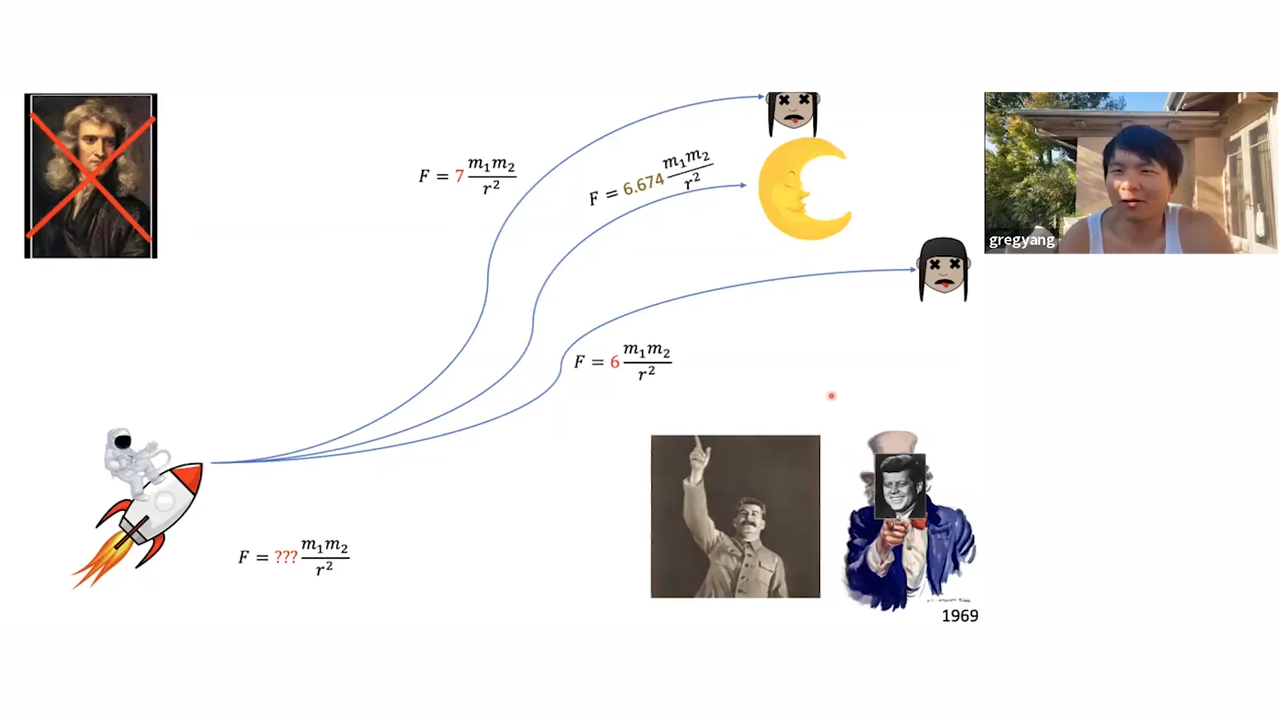 F = 7 m₁m₂/r²
F = 6.674 m₁m₂/r²
gregyang
F = 6 m₁m₂/r²
F = ??? m₁m₂/r²
1969